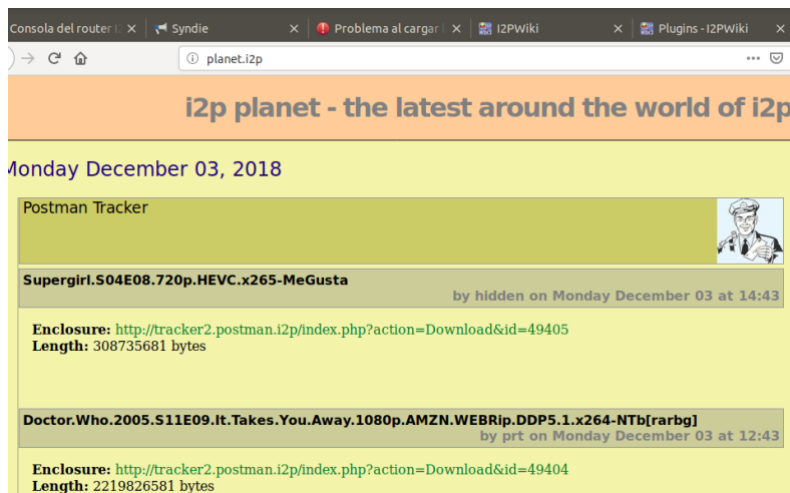 Consola del router I
Syndie
Problema al cargar l
I2PWiki
Plugins - I2PWiki
planet.i2p
i2p planet - the latest around the world of i2p
Monday December 03, 2018
Postman Tracker
Supergirl.S04E08.720p.HEVC.x265-MeGusta
by hidden on Monday December 03 at 14:43
Enclosure: http://tracker2.postman.i2p/index.php?action=Download&id=49405
Length: 308735681 bytes
Doctor.Who.2005.S11E09.It.Takes.You.Away.1080p.AMZN.WEBRip.DDP5.1.x264-NTb[rarbg]
by prt on Monday December 03 at 12:43
Enclosure: http://tracker2.postman.i2p/index.php?action=Download&id=49404
Length: 2219826581 bytes